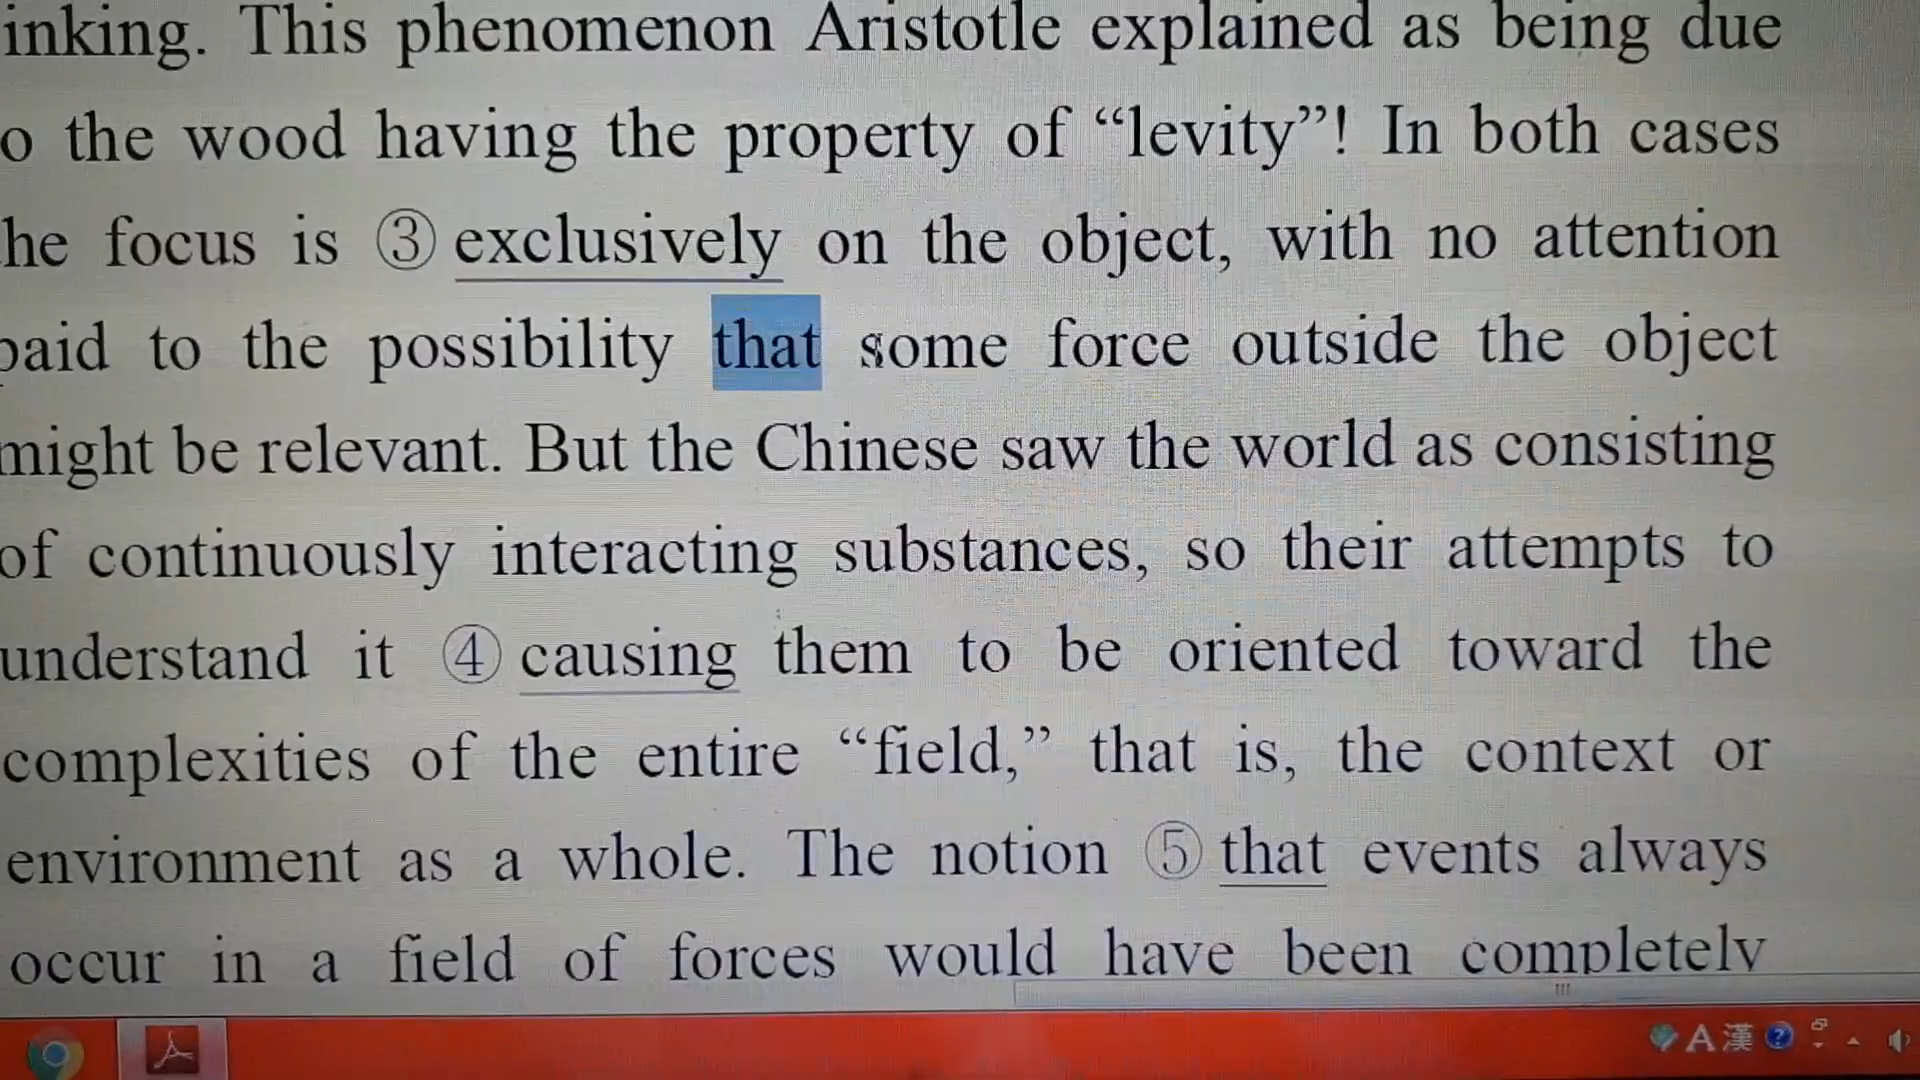 inking. This phenomenon Aristotle explained as being due
o the wood having the property of “levity”! In both cases
he focus is ③ exclusively on the object, with no attention
paid to the possibility that some force outside the object
might be relevant. But the Chinese saw the world as consisting
of continuously interacting substances, so their attempts to
understand it ④ causing them to be oriented toward the
complexities of the entire “field,” that is, the context or
environment as a whole. The notion ⑤ that events always
occur in a field of forces would have been completely
A 漢 ?